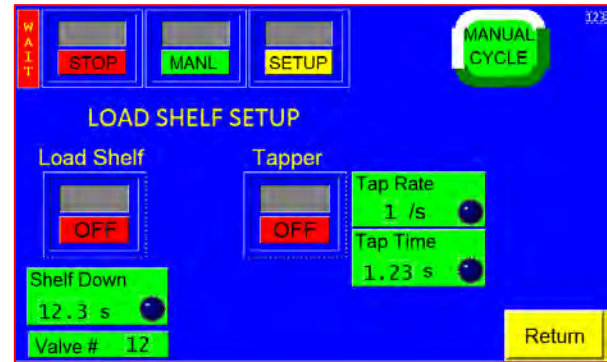 WAIT
STOP
MANL
SETUP
MANUAL
CYCLE
123
LOAD SHELF SETUP
Load Shelf
Tapper
OFF
OFF
Tap Rate
1 /s
Tap Time
1.23 s
Shelf Down
12.3 s
Valve # 12
Return